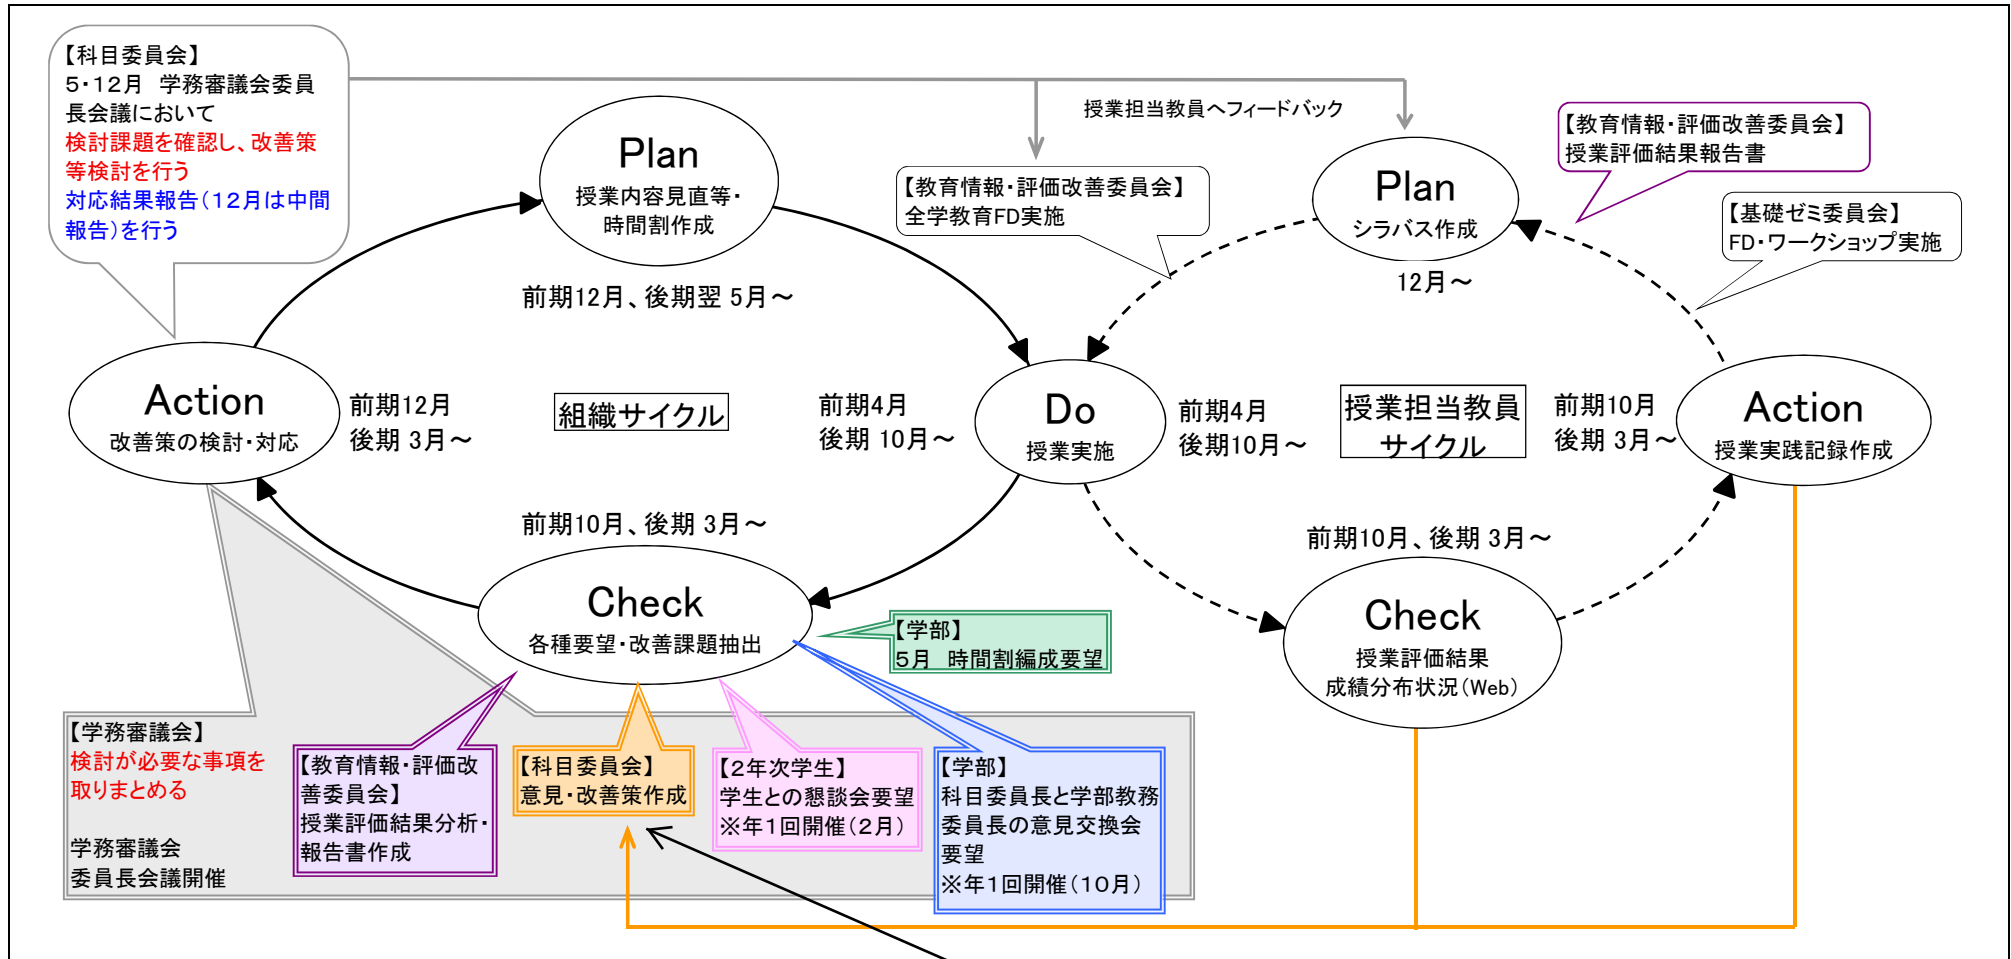 【科目委員会】
５・１２月　学務審議会委員
長会議において
検討課題を確認し、改善策
等検討を行う
対応結果報告（１２月は中間
報告）を行う
授業担当教員へフィードバック
Plan
授業内容見直等・
時間割作成
前期12月、後期翌 5月～
【教育情報・評価改善委員会】
全学教育FD実施
Plan
シラバス作成
12月～
【教育情報・評価改善委員会】
授業評価結果報告書
【基礎ゼミ委員会】
FD・ワークショップ実施
Action
改善策の検討・対応
前期12月
後期 3月～
組織サイクル
前期4月
後期 10月～
Do
授業実施
前期4月
後期10月～
授業担当教員
サイクル
前期10月
後期 3月～
Action
授業実践記録作成
前期10月、後期 3月～
Check
各種要望・改善課題抽出
【学部】
５月　時間割編成要望
前期10月、後期 3月～
Check
授業評価結果
成績分布状況（Web）
【学務審議会】
検討が必要な事項を
取りまとめる
学務審議会
委員長会議開催
【教育情報・評価改
善委員会】
授業評価結果分析・
報告書作成
【科目委員会】
意見・改善策作成
【２年次学生】
学生との懇談会要望
※年１回開催（２月）
【学部】
科目委員長と学部教務
委員長の意見交換会
要望
※年１回開催（１０月）